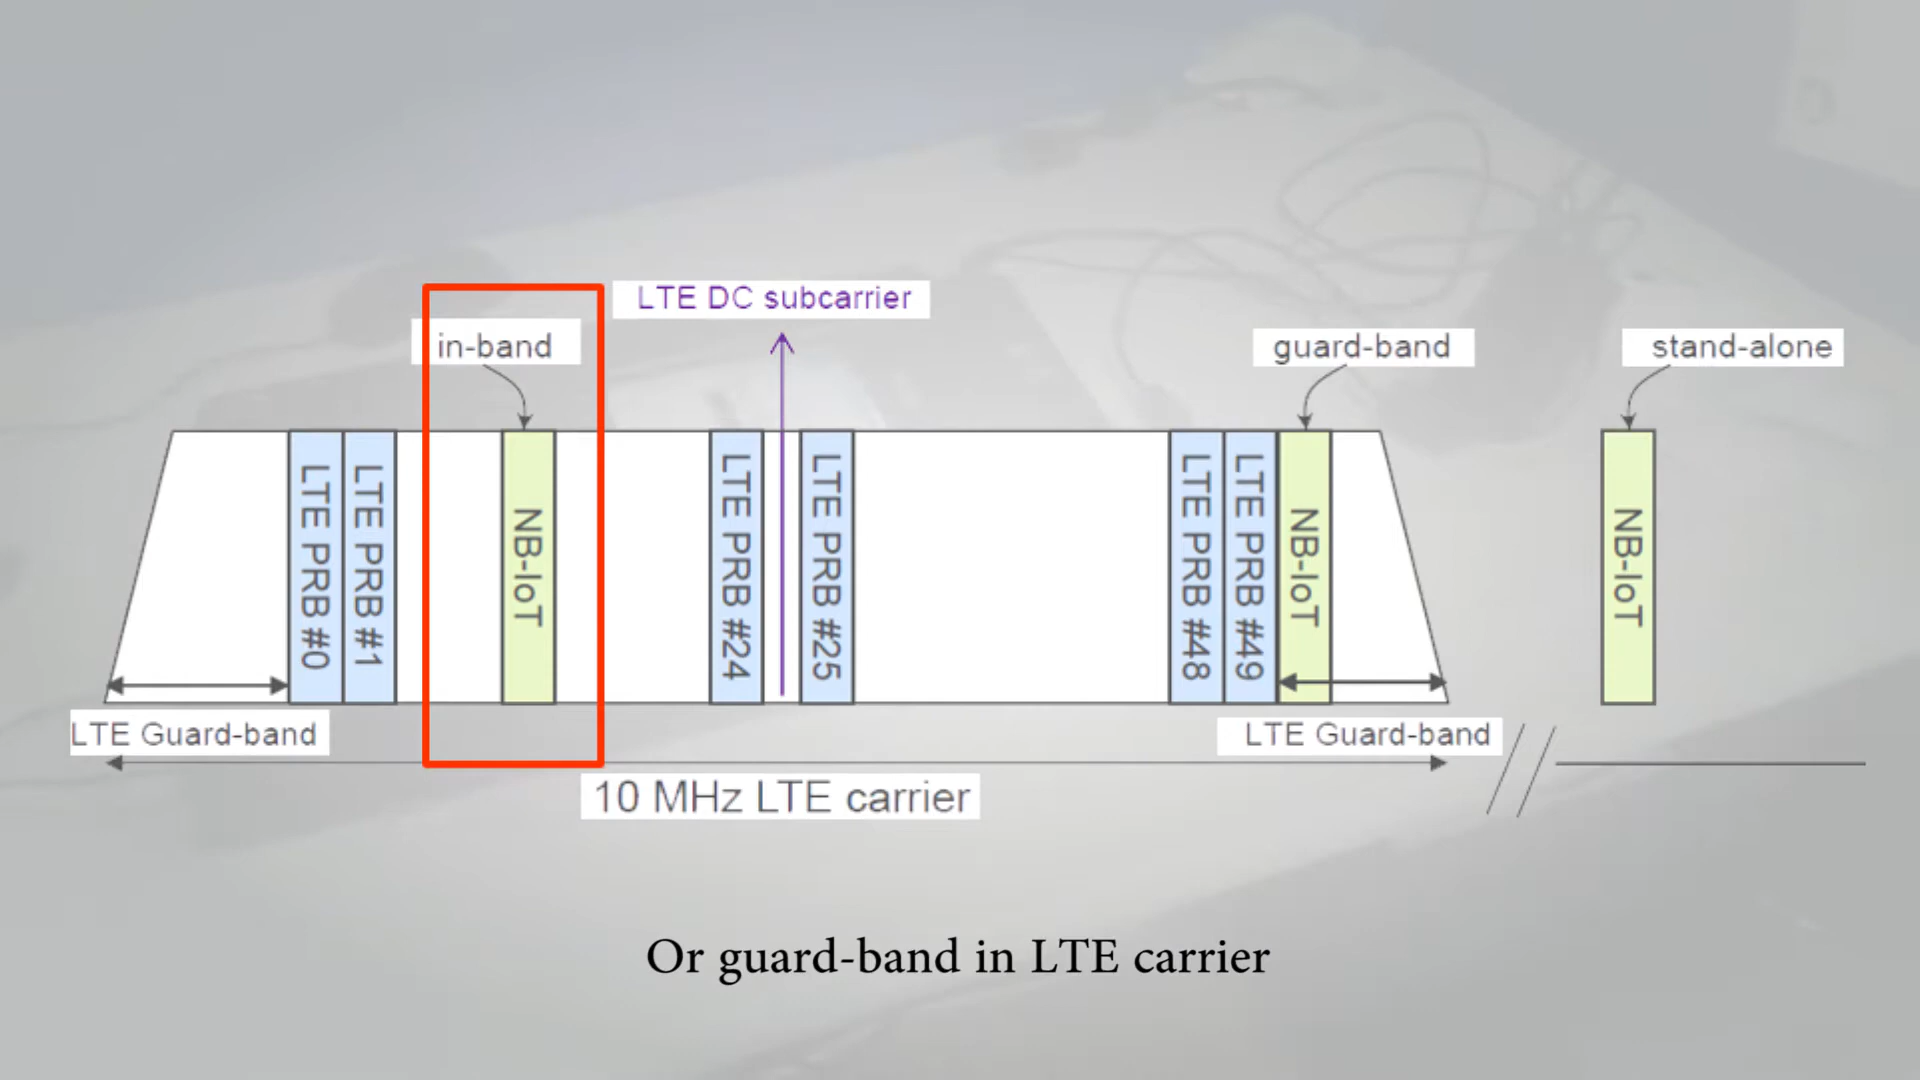 LTE DC subcarrier
in-band
guard-band
stand-alone
LTE PRB #0
LTE PRB #1
NB-IoT
LTE PRB #24
LTE PRB #25
LTE PRB #48
LTE PRB #49
NB-IoT
NB-IoT
LTE Guard-band
LTE Guard-band
10 MHz LTE carrier
Or guard-band in LTE carrier